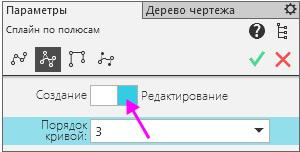 Параметры
Дерево чертежа
Сплайн по полюсам
Создание
Редактирование
Порядок
кривой:
3